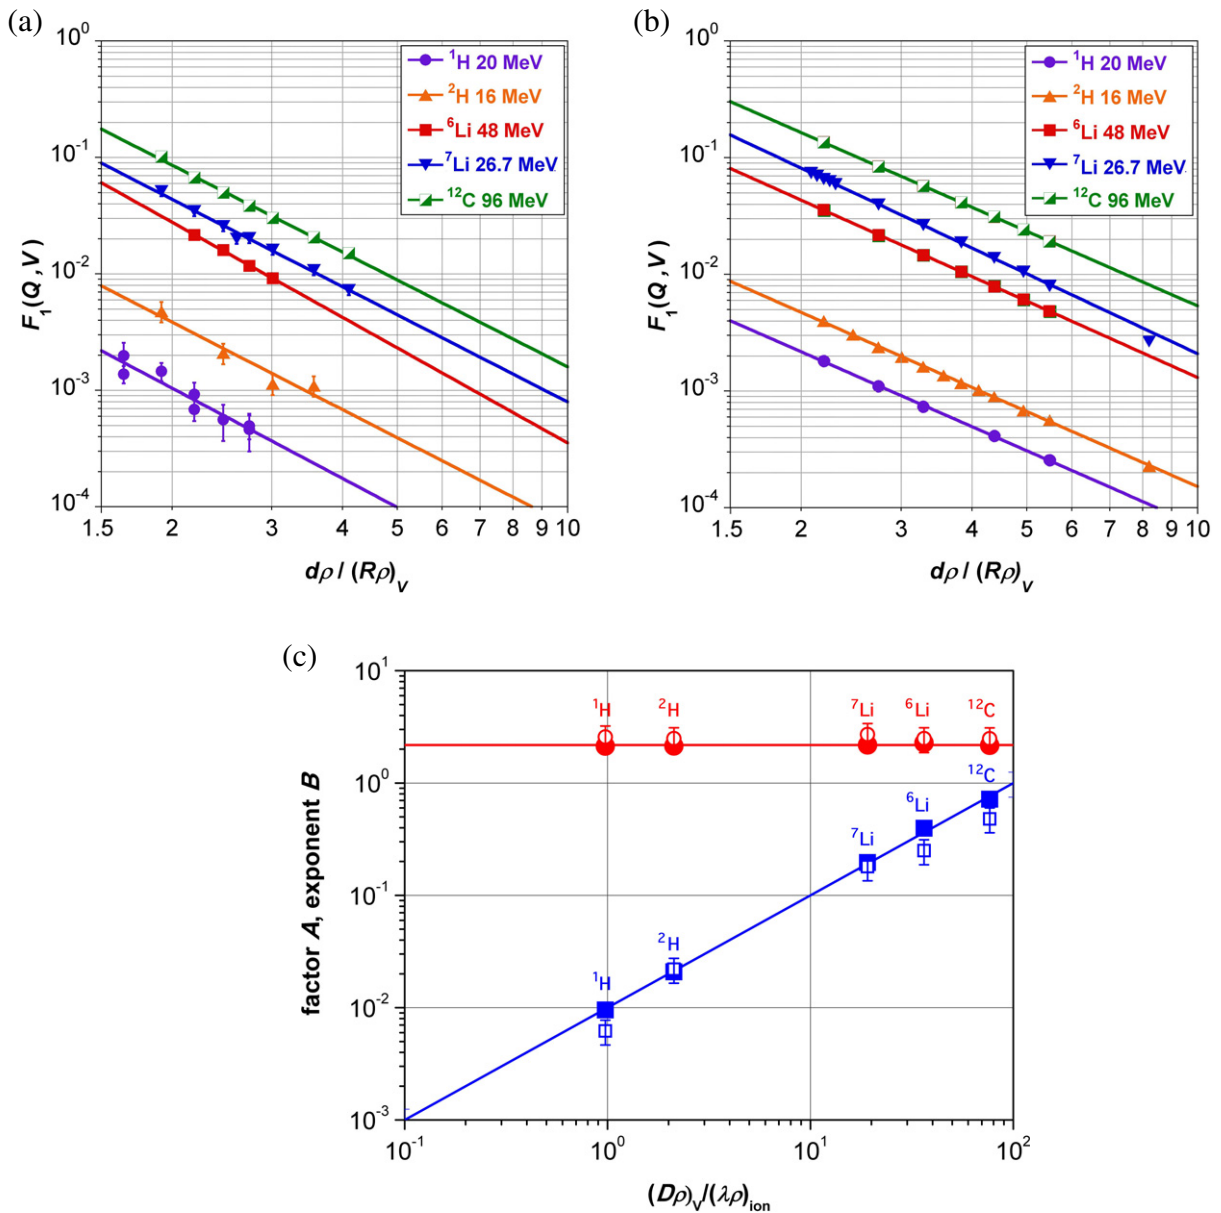 (a)
10⁰
10⁻¹
10⁻²
10⁻³
10⁻⁴
F₁(Q, V)
¹H 20 MeV
²H 16 MeV
⁶Li 48 MeV
⁷Li 26.7 MeV
¹²C 96 MeV
1.5 2 3 4 5 6 7 8 9 10
dρ / (Rρ)V
(b)
10⁰
10⁻¹
10⁻²
10⁻³
10⁻⁴
F₁(Q, V)
¹H 20 MeV
²H 16 MeV
⁶Li 48 MeV
⁷Li 26.7 MeV
¹²C 96 MeV
1.5 2 3 4 5 6 7 8 9 10
dρ / (Rρ)V
(c)
10¹
10⁰
10⁻¹
10⁻²
10⁻³
factor A, exponent B
¹H ²H ⁷Li ⁶Li ¹²C
¹²C
⁶Li
⁷Li
²H
¹H
10⁻¹ 10⁰ 10¹ 10²
(Dρ)V/(λρ)ion